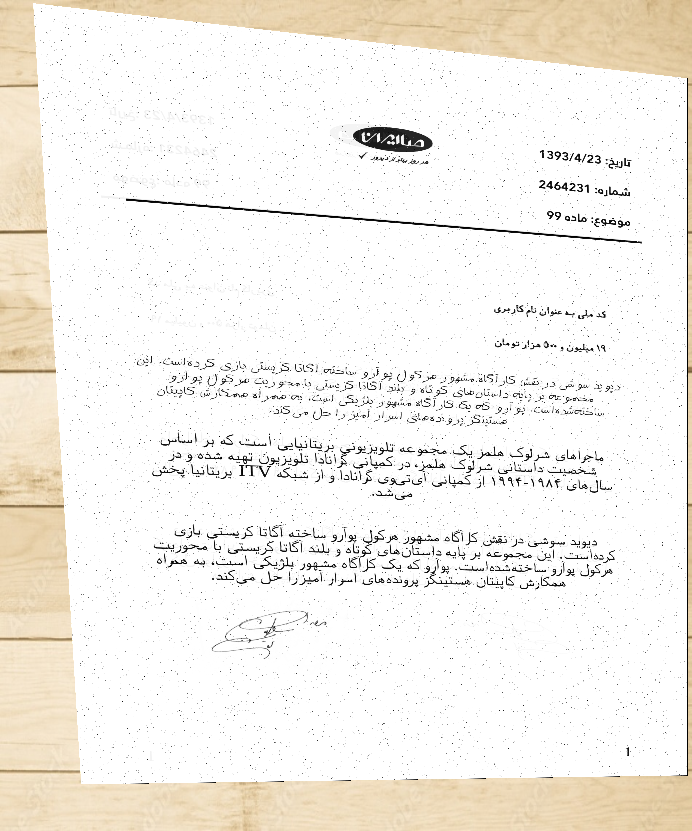 صاایران
هر روز بهتر از دیروز
تاریخ: 1393/4/23
شماره: 2464231
موضوع: ماده 99
کد ملی به عنوان نام کاربری
۱۹ میلیون و ۵۰۰ هزار تومان
دیوید سوشی در نقش کارآگاه مشهور هرکول پوآرو ساخته آگاتا کریستی بازی کرده‌است. این
مجموعه بر پایه داستان‌های کوتاه و بلند آگاتا کریستی با محوریت هرکول پوآرو
ساخته‌شده‌است. پوآرو که یک کارآگاه مشهور بلژیکی است، به همراه همکارش کاپیتان
هستینگز پرونده‌های اسرار آمیز را حل می‌کند.
ماجراهای شرلوک هلمز یک مجموعه تلویزیونی بریتانیایی است که بر اساس
شخصیت داستانی شرلوک هلمز، در کمپانی گرانادا تلویزیون تهیه شده و در
سال‌های ۱۹۸۴-۱۹۹۴ از کمپانی آی‌تی‌وی گرانادا و از شبکه ITV بریتانیا پخش
می‌شد.
دیوید سوشی در نقش کارآگاه مشهور هرکول پوآرو ساخته آگاتا کریستی بازی
کرده‌است. این مجموعه بر پایه داستان‌های کوتاه و بلند آگاتا کریستی با محوریت
هرکول پوآرو ساخته‌شده‌است. پوآرو که یک کارآگاه مشهور بلژیکی است، به همراه
همکارش کاپیتان هستینگز پرونده‌های اسرار آمیز را حل می‌کند.
1